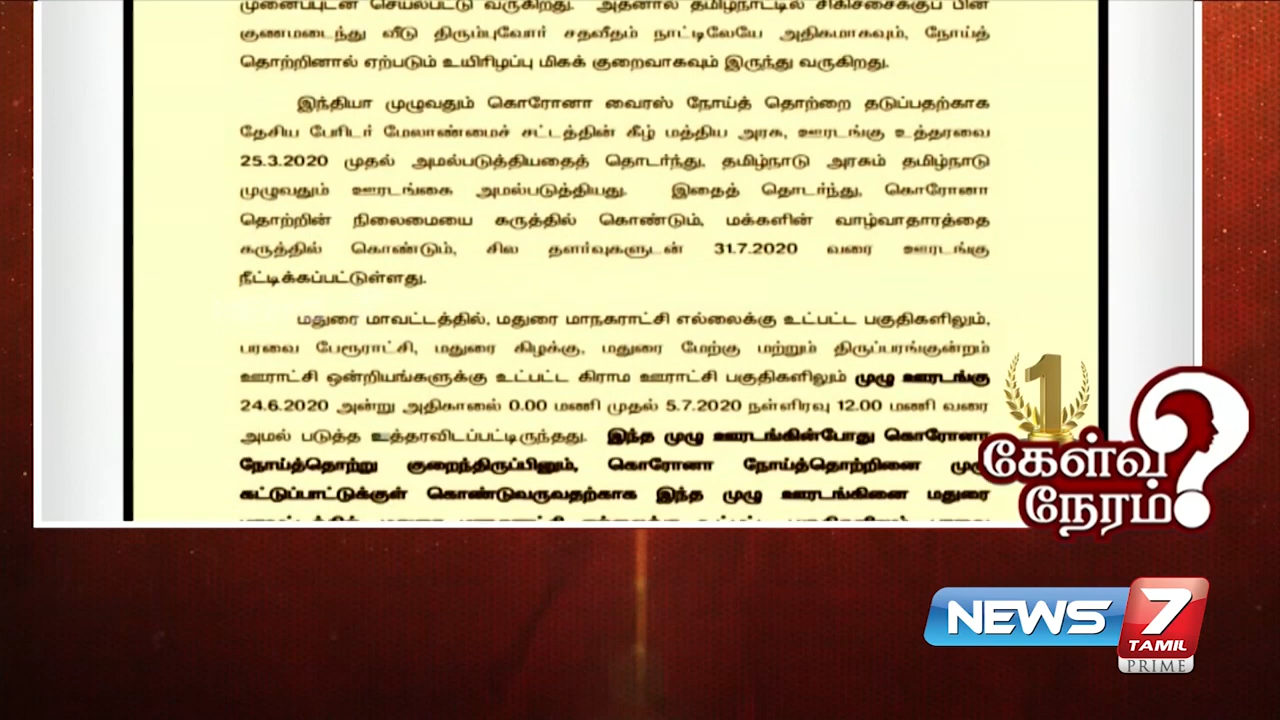 முனைப்புடன் செயல்பட்டு வருகிறது. அதனால் தமிழ்நாட்டில் சிகிச்சைக்குப் பின்
குணமடைந்து வீடு திரும்புவோர் சதவீதம் நாட்டிலேயே அதிகமாகவும், நோய்த்
தொற்றினால் ஏற்படும் உயிரிழப்பு மிகக் குறைவாகவும் இருந்து வருகிறது.
இந்தியா முழுவதும் கொரோனா வைரஸ் நோய்த் தொற்றை தடுப்பதற்காக
தேசிய பேரிடர் மேலாண்மைச் சட்டத்தின் கீழ் மத்திய அரசு, ஊரடங்கு உத்தரவை
25.3.2020 முதல் அமல்படுத்தியதைத் தொடர்ந்து, தமிழ்நாடு அரசும் தமிழ்நாடு
முழுவதும் ஊரடங்கை அமல்படுத்தியது. இதைத் தொடர்ந்து, கொரோனா
தொற்றின் நிலைமையை கருத்தில் கொண்டும், மக்களின் வாழ்வாதாரத்தை
கருத்தில் கொண்டும், சில தளர்வுகளுடன் 31.7.2020 வரை ஊரடங்கு
நீட்டிக்கப்பட்டுள்ளது.
மதுரை மாவட்டத்தில், மதுரை மாநகராட்சி எல்லைக்கு உட்பட்ட பகுதிகளிலும்,
பரவை பேரூராட்சி, மதுரை கிழக்கு, மதுரை மேற்கு மற்றும் திருப்பரங்குன்றம்
ஊராட்சி ஒன்றியங்களுக்கு உட்பட்ட கிராம ஊராட்சி பகுதிகளிலும் முழு ஊரடங்கு
24.6.2020 அன்று அதிகாலை 0.00 மணி முதல் 5.7.2020 நள்ளிரவு 12.00 மணி வரை
அமல் படுத்த உத்தரவிடப்பட்டிருந்தது. இந்த முழு ஊரடங்கின்போது கொரோனா
நோய்த்தொற்று குறைந்திருப்பினும், கொரோனா நோய்த்தொற்றினை முழு
கட்டுப்பாட்டுக்குள் கொண்டுவருவதற்காக இந்த முழு ஊரடங்கினை மதுரை
1
கேள்வி
நேரம்
?
NEWS 7
TAMIL
PRIME